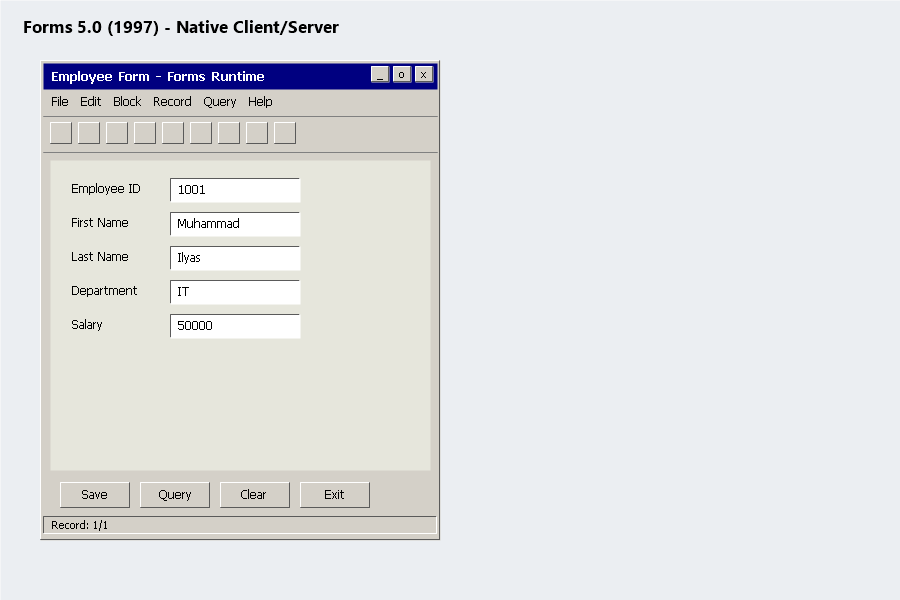 Forms 5.0 (1997) - Native Client/Server
Employee Form - Forms Runtime _ o x
File Edit Block Record Query Help
Employee ID 1001
First Name Muhammad
Last Name Ilyas
Department IT
Salary 50000
Save Query Clear Exit
Record: 1/1